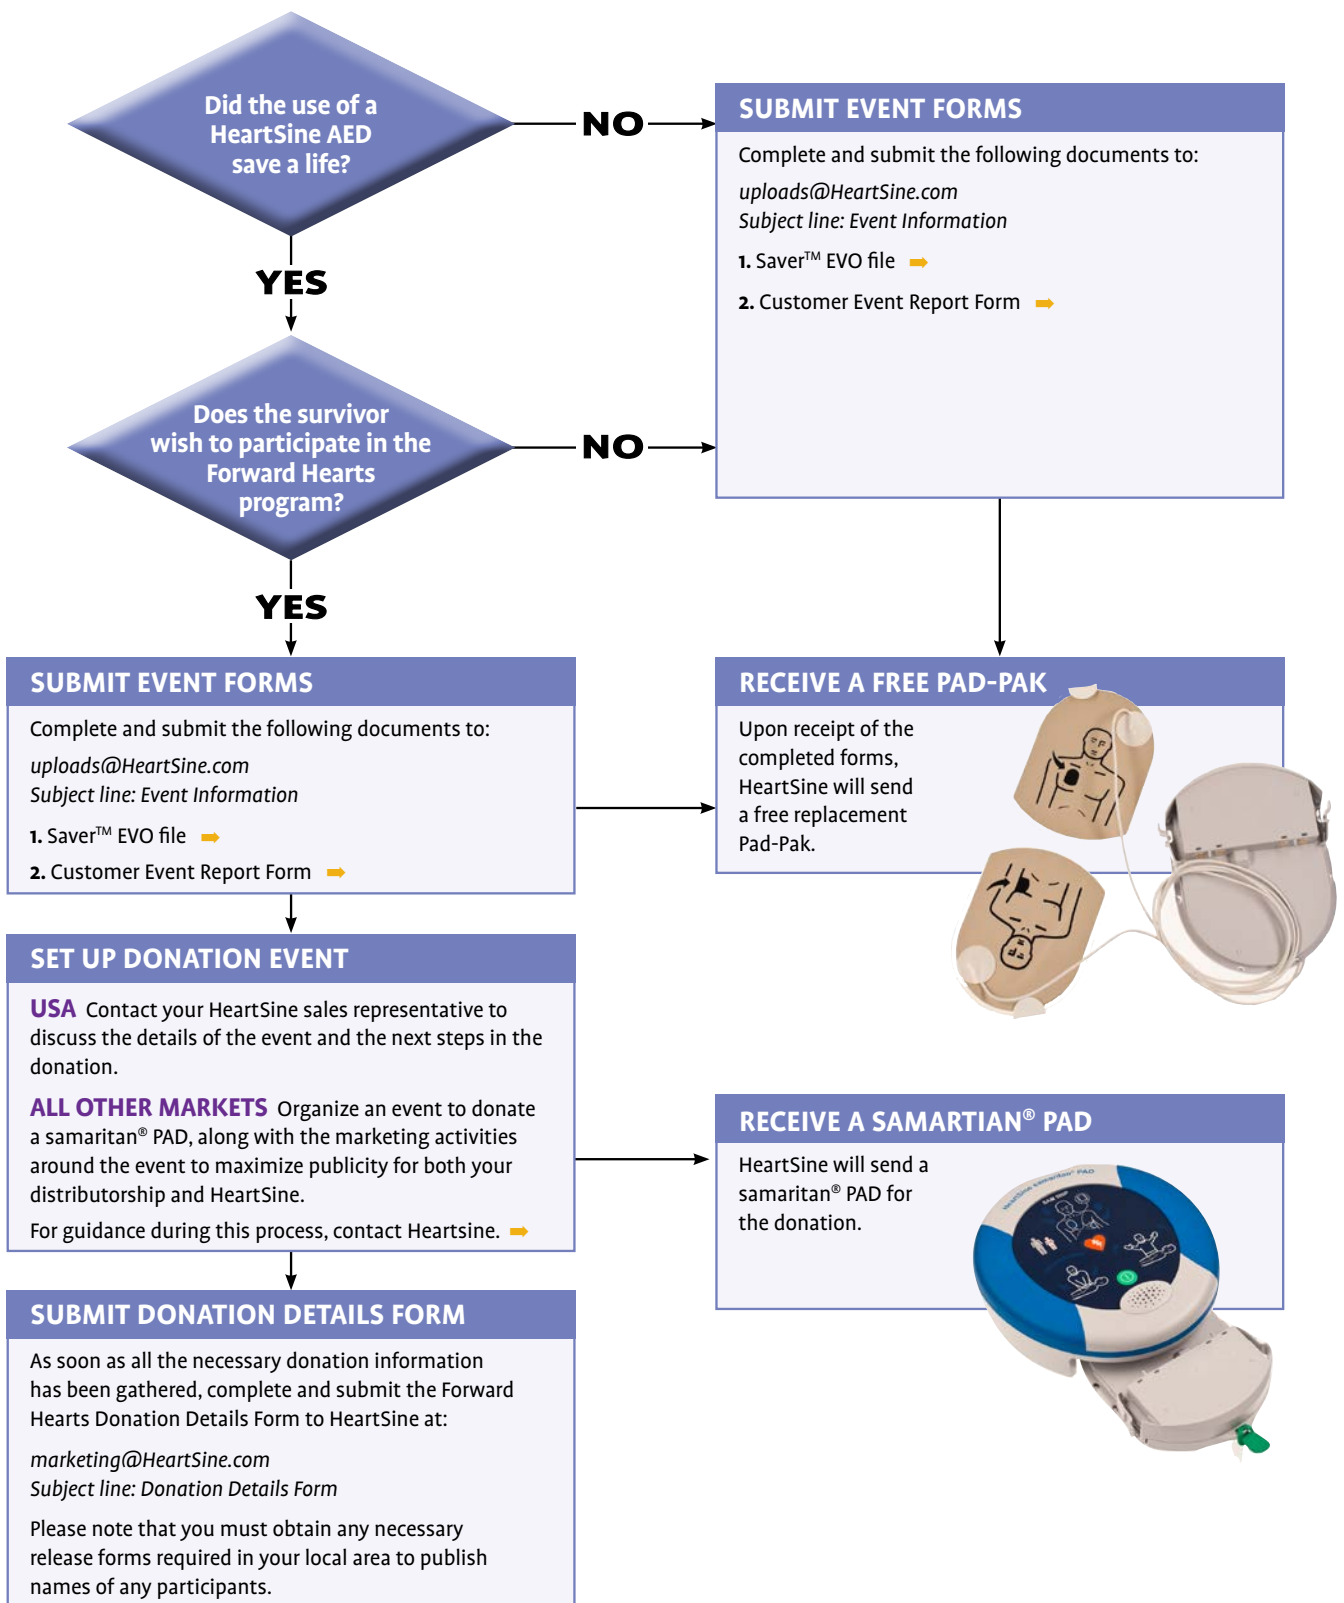 Did the use of a
HeartSine AED
save a life?
NO
YES
SUBMIT EVENT FORMS
Complete and submit the following documents to:
uploads@HeartSine.com
Subject line: Event Information
1. Saver™ EVO file
2. Customer Event Report Form
Does the survivor
wish to participate in the
Forward Hearts
program?
NO
YES
SUBMIT EVENT FORMS
Complete and submit the following documents to:
uploads@HeartSine.com
Subject line: Event Information
1. Saver™ EVO file
2. Customer Event Report Form
RECEIVE A FREE PAD-PAK
Upon receipt of the
completed forms,
HeartSine will send
a free replacement
Pad-Pak.
SET UP DONATION EVENT
USA Contact your HeartSine sales representative to
discuss the details of the event and the next steps in the
donation.
ALL OTHER MARKETS Organize an event to donate
a samaritan® PAD, along with the marketing activities
around the event to maximize publicity for both your
distributorship and HeartSine.
For guidance during this process, contact Heartsine.
RECEIVE A SAMARTIAN® PAD
HeartSine will send a
samaritan® PAD for
the donation.
HeartSine samaritan® PAD
SUBMIT DONATION DETAILS FORM
As soon as all the necessary donation information
has been gathered, complete and submit the Forward
Hearts Donation Details Form to HeartSine at:
marketing@HeartSine.com
Subject line: Donation Details Form
Please note that you must obtain any necessary
release forms required in your local area to publish
names of any participants.